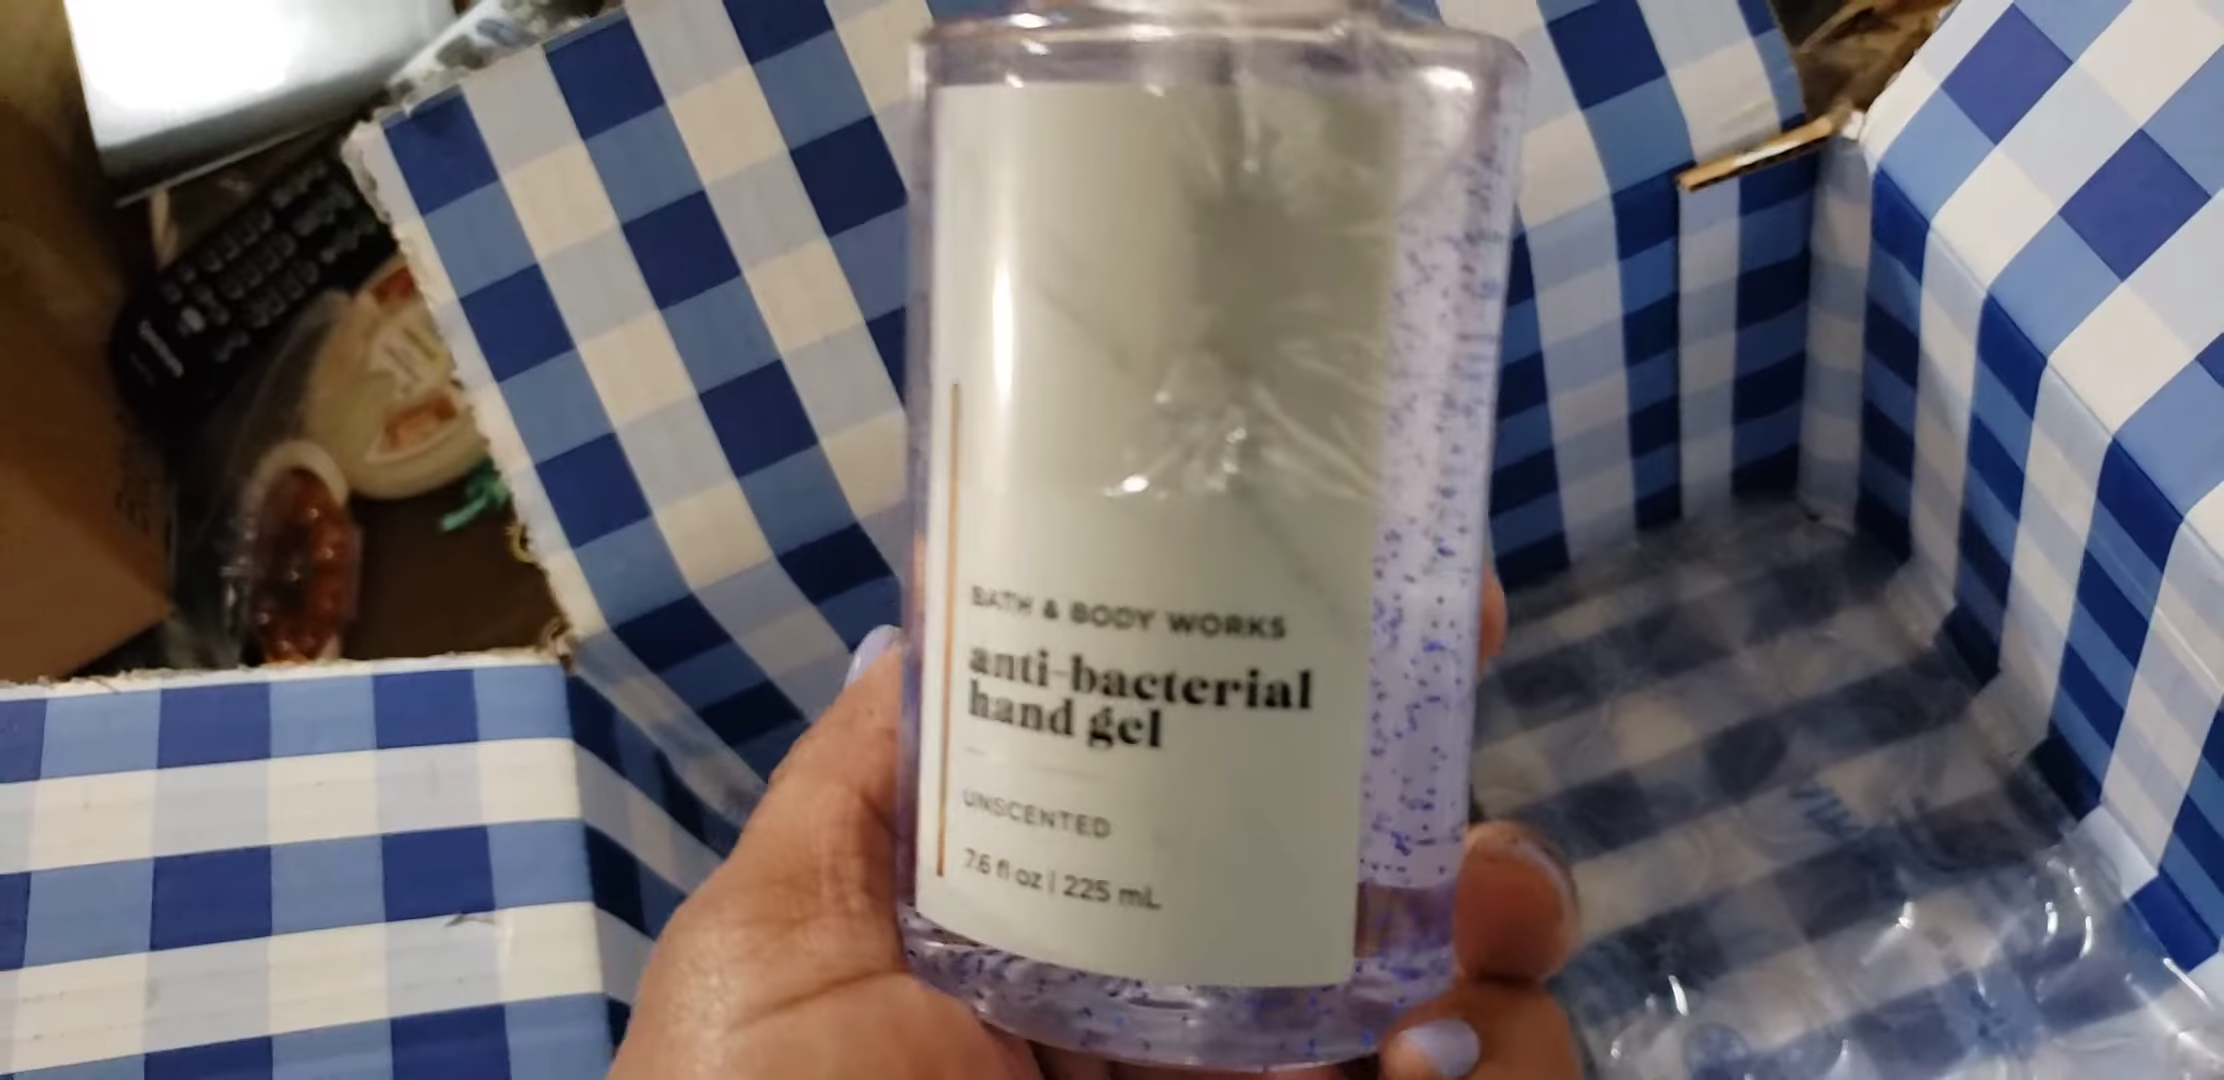 BATH & BODY WORKS
anti-bacterial
hand gel
UNSCENTED
7.6 fl oz | 225 mL